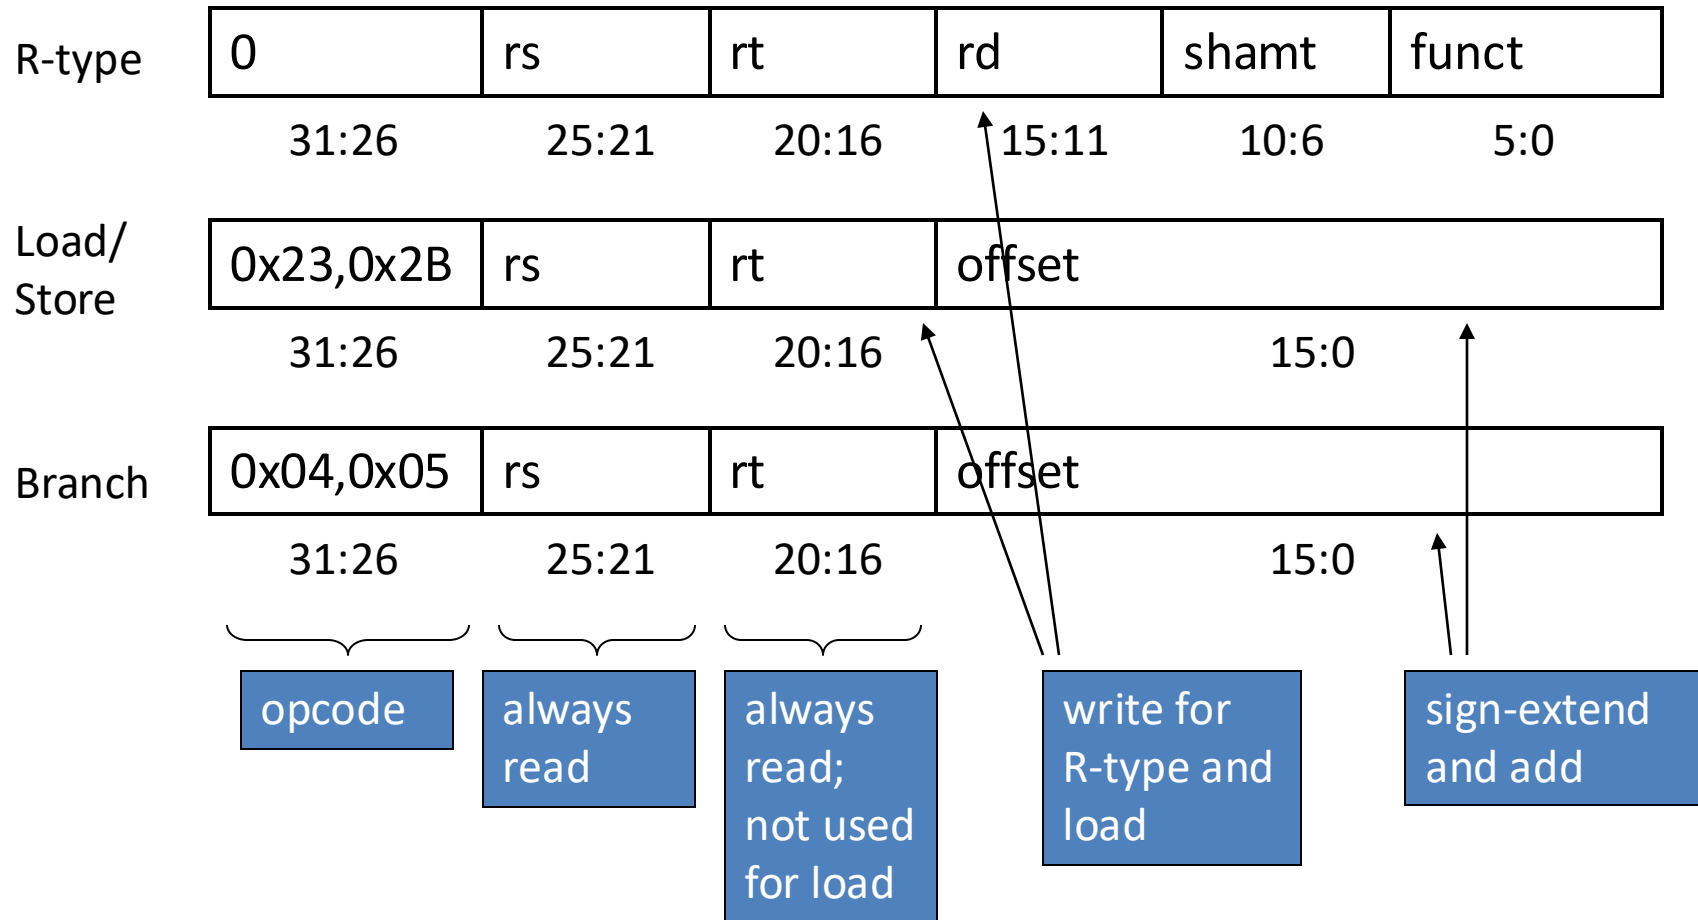 R-type 0 rs rt rd shamt funct
31:26 25:21 20:16 15:11 10:6 5:0
Load/
Store
0x23,0x2B rs rt offset
31:26 25:21 20:16 15:0
Branch 0x04,0x05 rs rt offset
31:26 25:21 20:16 15:0
opcode
always
read
always
read;
not used
for load
write for
R-type and
load
sign-extend
and add